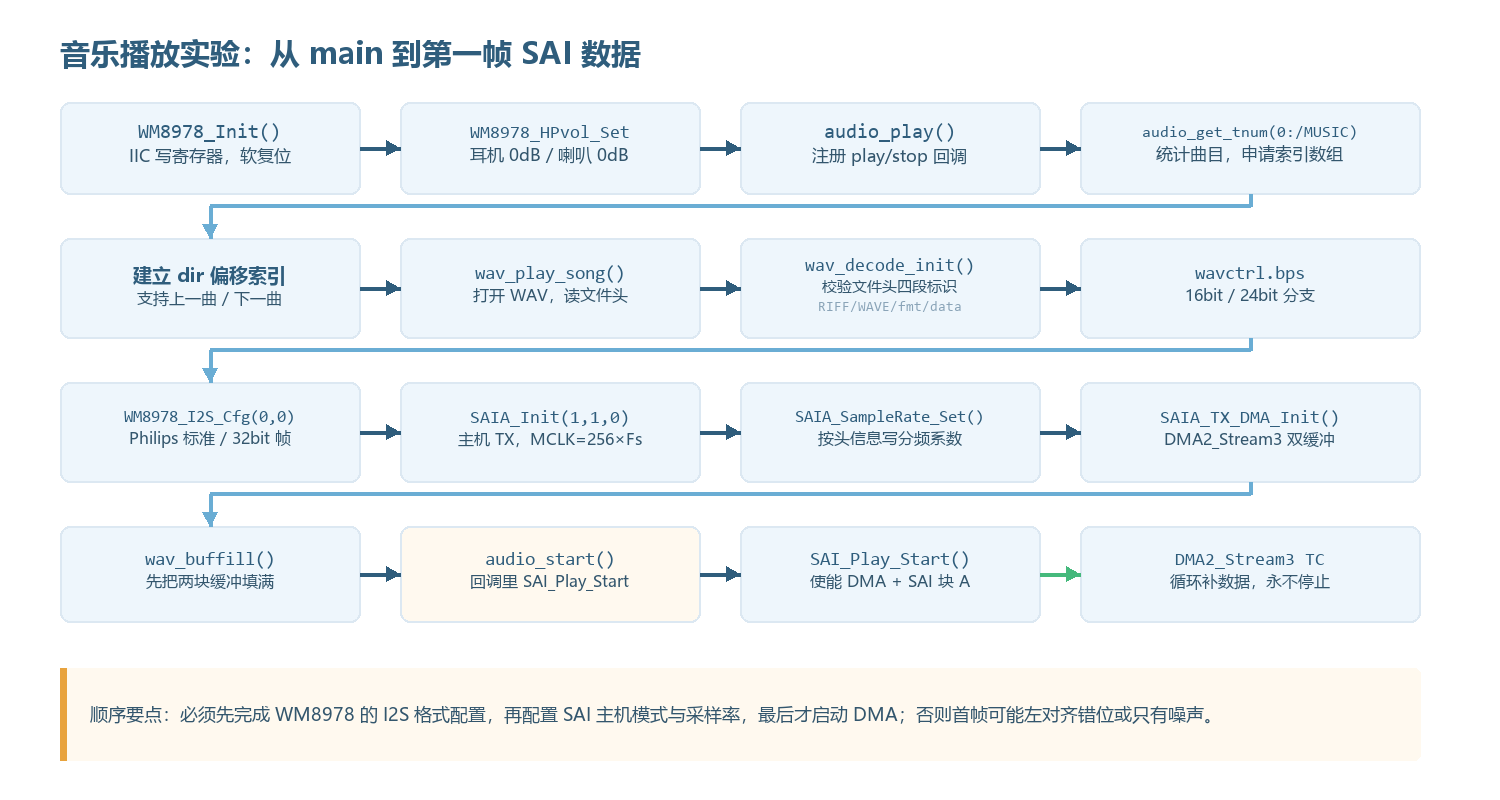 音乐播放实验：从 main 到第一帧 SAI 数据
WM8978_Init()
IIC 写寄存器，软复位
WM8978_HPvol_Set
耳机 0dB / 喇叭 0dB
audio_play()
注册 play/stop 回调
audio_get_tnum(0:/MUSIC)
统计曲目，申请索引数组
建立 dir 偏移索引
支持上一曲 / 下一曲
wav_play_song()
打开 WAV，读文件头
wav_decode_init()
校验文件头四段标识
RIFF/WAVE/fmt/data
wavctrl.bps
16bit / 24bit 分支
WM8978_I2S_Cfg(0,0)
Philips 标准 / 32bit 帧
SAIA_Init(1,1,0)
主机 TX，MCLK=256×Fs
SAIA_SampleRate_Set()
按头信息写分频系数
SAIA_TX_DMA_Init()
DMA2_Stream3 双缓冲
wav_buffill()
先把两块缓冲填满
audio_start()
回调里 SAI_Play_Start
SAI_Play_Start()
使能 DMA + SAI 块 A
DMA2_Stream3 TC
循环补数据，永不停止
顺序要点：必须先完成 WM8978 的 I2S 格式配置，再配置 SAI 主机模式与采样率，最后才启动 DMA；否则首帧可能左对齐错位或只有噪声。